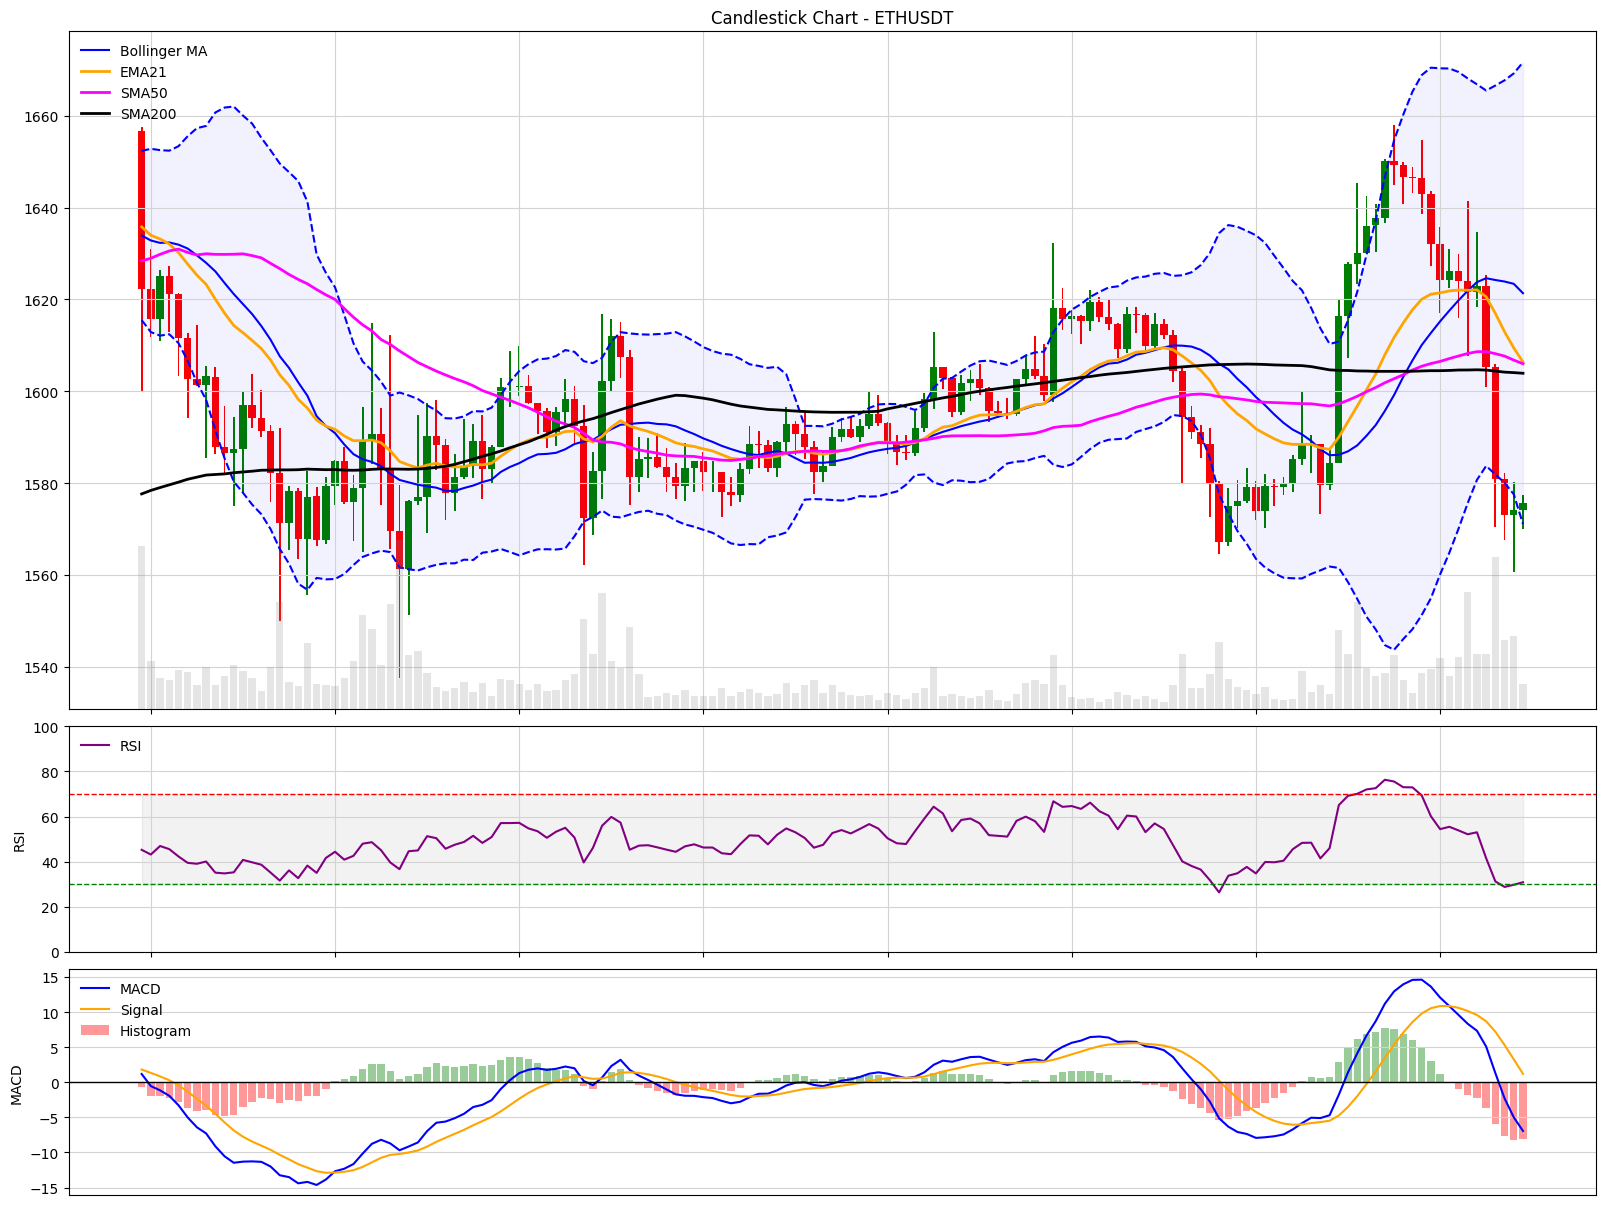 Candlestick Chart - ETHUSDT
Bollinger MA
EMA21
SMA50
SMA200
1660
1640
1620
1600
1580
1560
1540
RSI
100
80
60
40
20
0
RSI
MACD
Signal
Histogram
15
10
5
0
−5
−10
−15
MACD